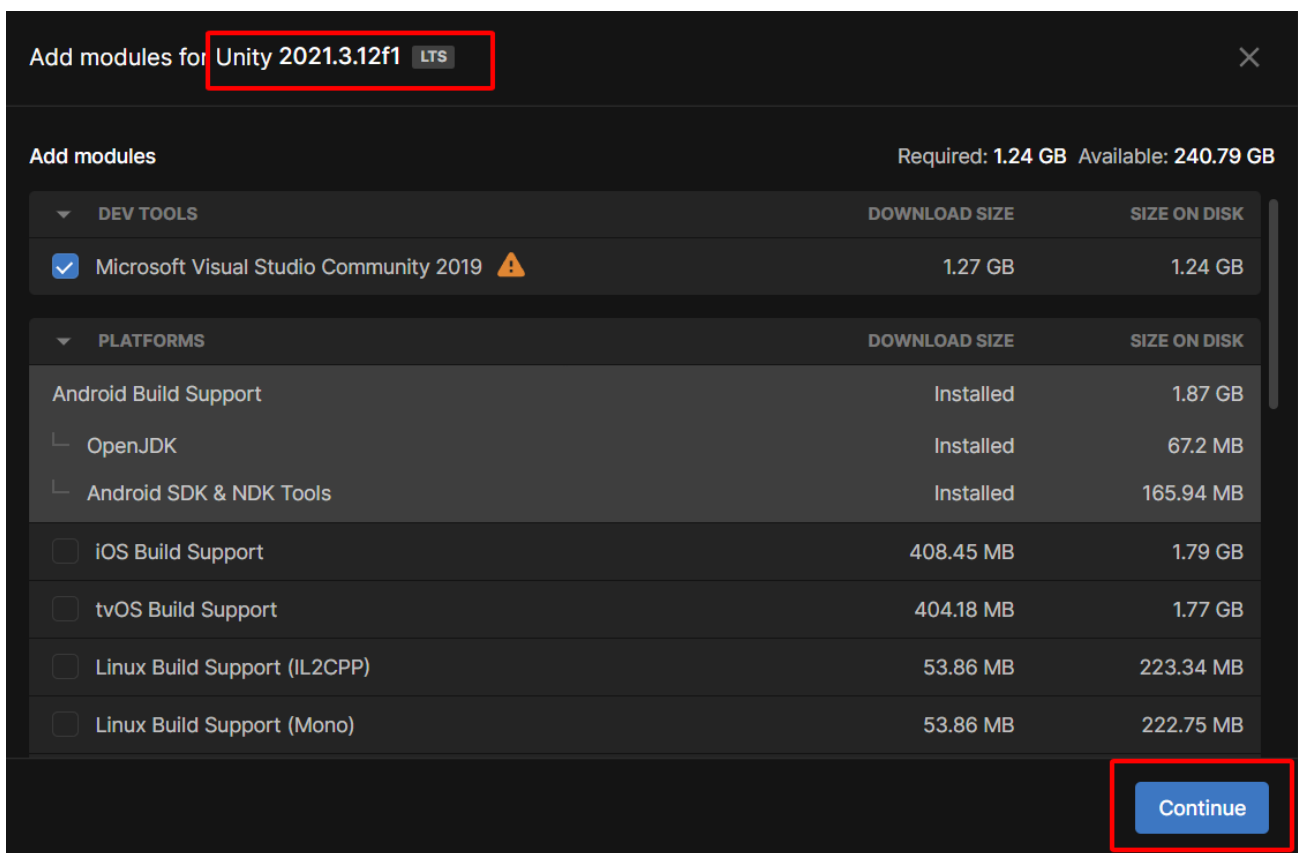 Add modules for Unity 2021.3.12f1 LTS
Add modules Required: 1.24 GB Available: 240.79 GB
DEV TOOLS DOWNLOAD SIZE SIZE ON DISK
Microsoft Visual Studio Community 2019 1.27 GB 1.24 GB
PLATFORMS DOWNLOAD SIZE SIZE ON DISK
Android Build Support Installed 1.87 GB
OpenJDK Installed 67.2 MB
Android SDK & NDK Tools Installed 165.94 MB
iOS Build Support 408.45 MB 1.79 GB
tvOS Build Support 404.18 MB 1.77 GB
Linux Build Support (IL2CPP) 53.86 MB 223.34 MB
Linux Build Support (Mono) 53.86 MB 222.75 MB
Continue